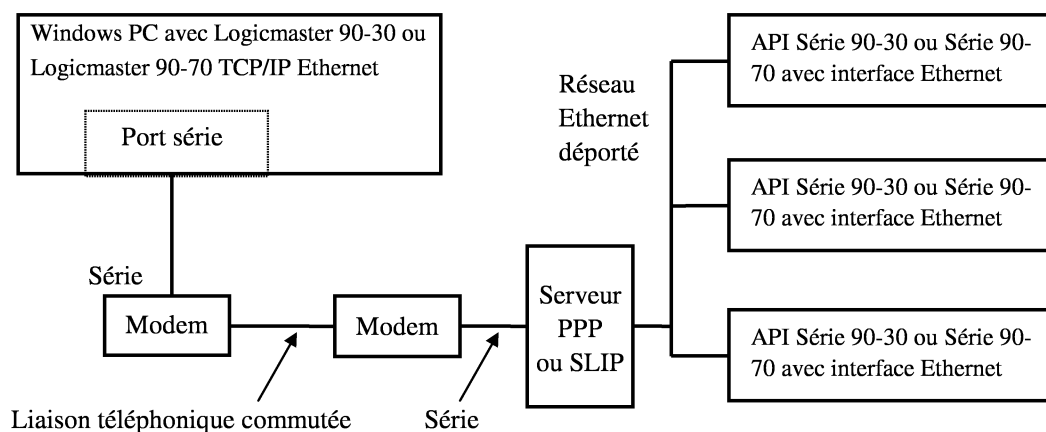 Windows PC avec Logicmaster 90-30 ou
Logicmaster 90-70 TCP/IP Ethernet
Port série
Série
Modem
Modem
Liaison téléphonique commutée
Série
Serveur
PPP
ou SLIP
Réseau
Ethernet
déporté
API Série 90-30 ou Série 90-
70 avec interface Ethernet
API Série 90-30 ou Série 90-
70 avec interface Ethernet
API Série 90-30 ou Série 90-
70 avec interface Ethernet